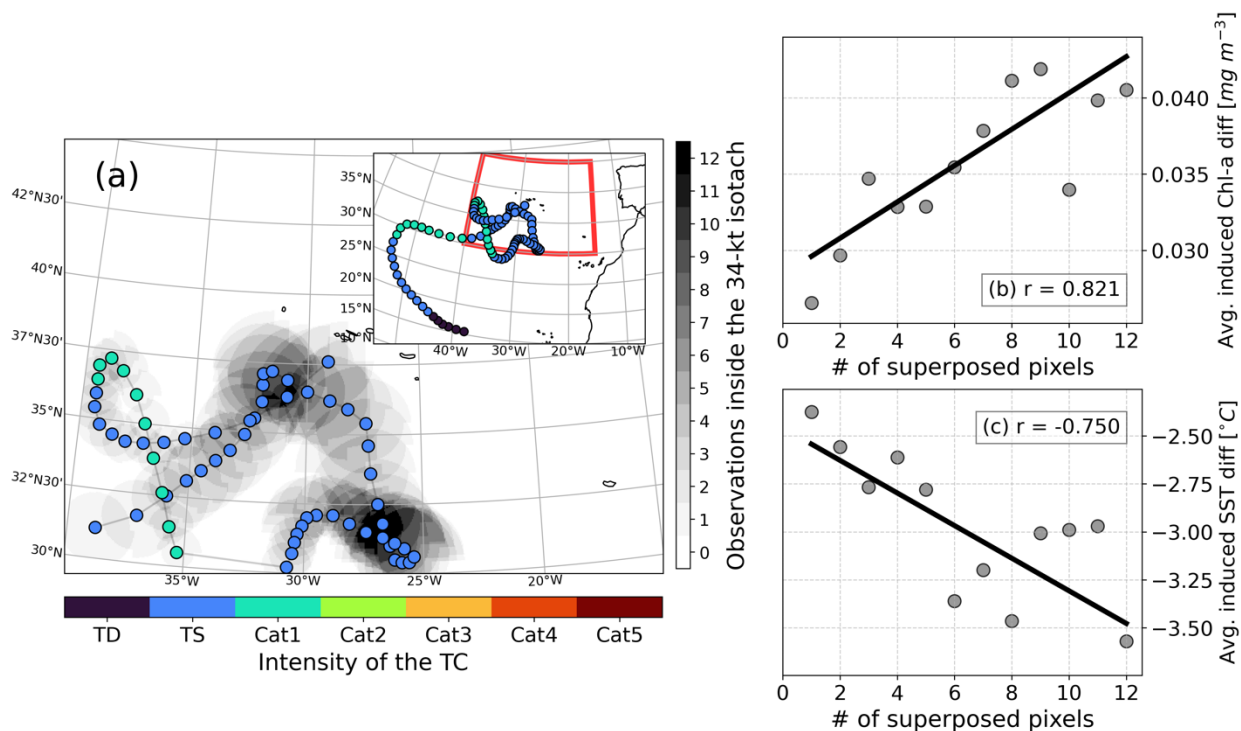 (a)
42°N30'
40°N
37°N30'
35°N
32°N30'
30°N
35°W
30°W
25°W
20°W
35°N
30°N
25°N
20°N
15°N
10°N
40°W
30°W
20°W
10°W
12
11
10
9
8
7
6
5
4
3
2
1
0
Observations inside the 34-kt isotach
TD TS Cat1 Cat2 Cat3 Cat4 Cat5
Intensity of the TC
0.040
0.035
0.030
Avg. induced Chl-a diff [mg m⁻³]
(b) r = 0.821
0 2 4 6 8 10 12
# of superposed pixels
(c) r = -0.750
−2.50
−2.75
−3.00
−3.25
−3.50
Avg. induced SST diff [°C]
0 2 4 6 8 10 12
# of superposed pixels